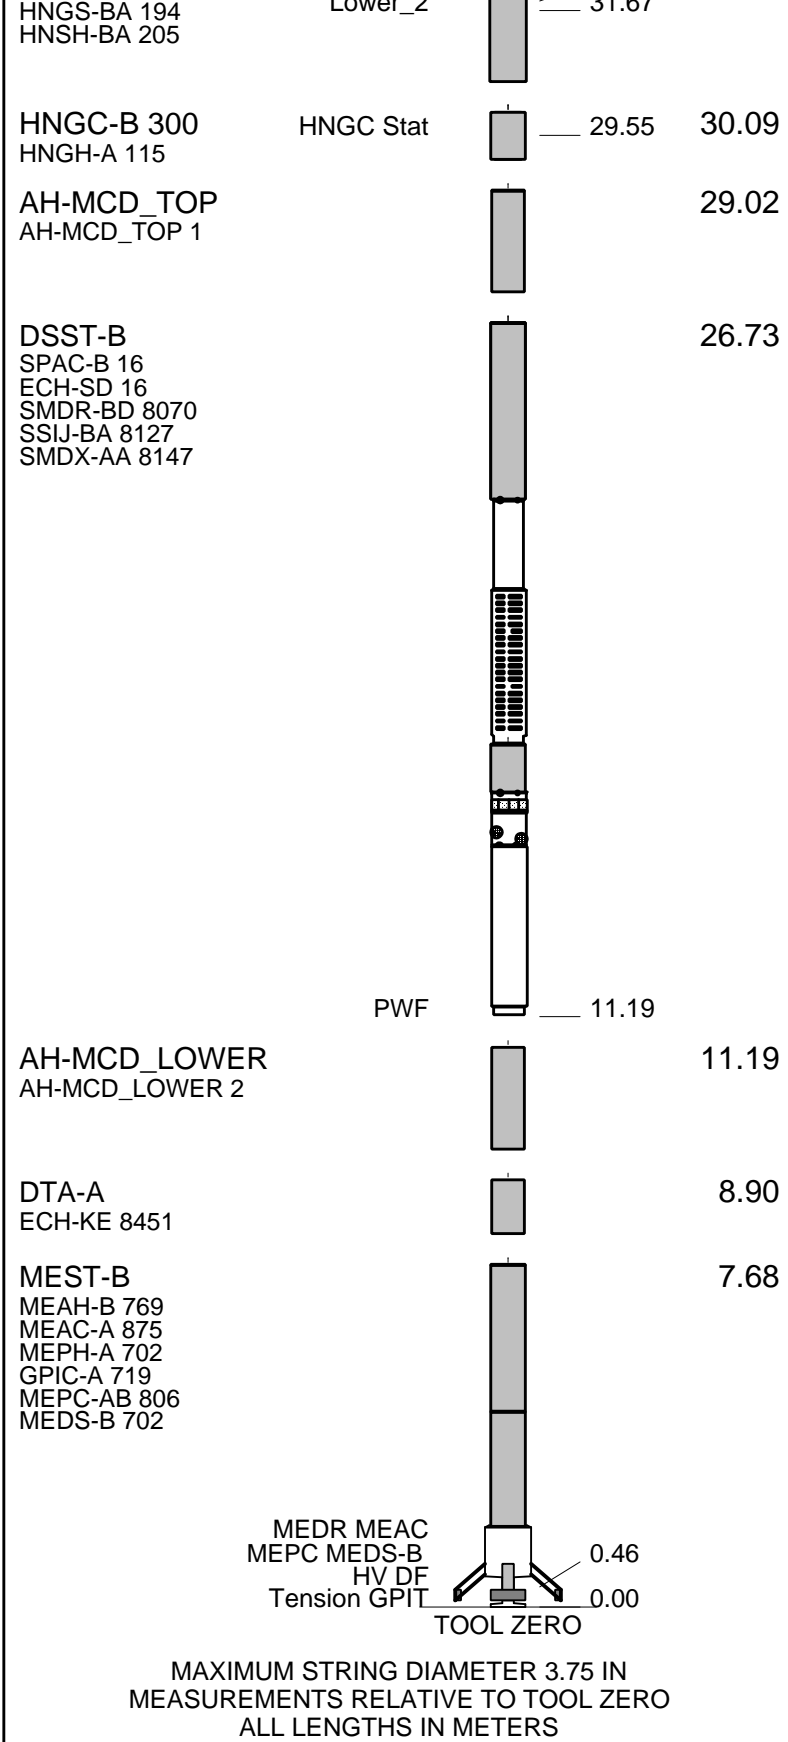 HNGS-BA 194
Lower_2 31.67
HNSH-BA 205
HNGC-B 300 HNGC Stat 29.55 30.09
HNGH-A 115
AH-MCD_TOP 29.02
AH-MCD_TOP 1
DSST-B 26.73
SPAC-B 16
ECH-SD 16
SMDR-BD 8070
SSIJ-BA 8127
SMDX-AA 8147
PWF 11.19
AH-MCD_LOWER 11.19
AH-MCD_LOWER 2
DTA-A 8.90
ECH-KE 8451
MEST-B 7.68
MEAH-B 769
MEAC-A 875
MEPH-A 702
GPIC-A 719
MEPC-AB 806
MEDS-B 702
MEDR MEAC
MEPC MEDS-B 0.46
HV DF
Tension GPIT 0.00
TOOL ZERO
MAXIMUM STRING DIAMETER 3.75 IN
MEASUREMENTS RELATIVE TO TOOL ZERO
ALL LENGTHS IN METERS